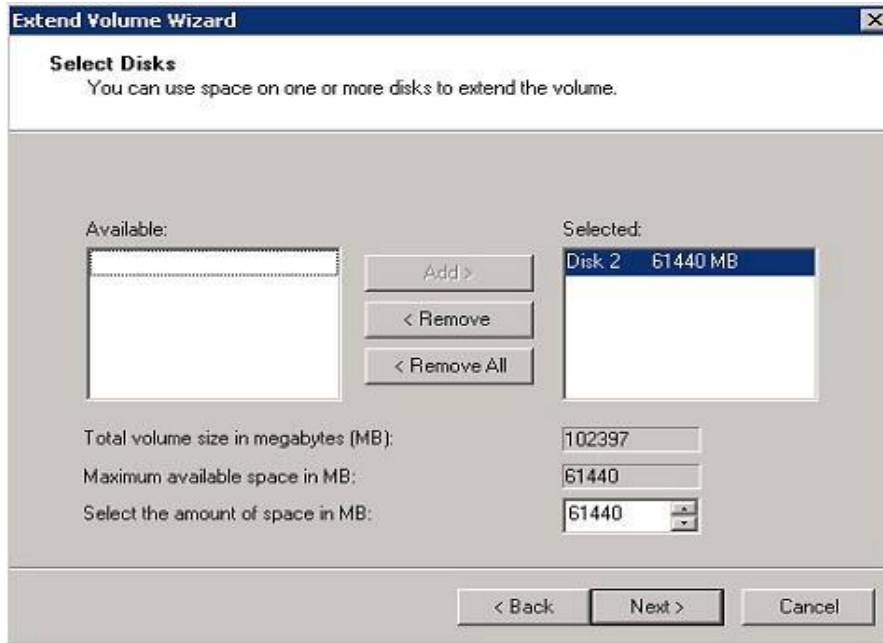 Extend Volume Wizard
Select Disks
You can use space on one or more disks to extend the volume.
Available:
Selected:
Disk 2 61440 MB
Add >
< Remove
< Remove All
Total volume size in megabytes (MB): 102397
Maximum available space in MB: 61440
Select the amount of space in MB: 61440
< Back Next > Cancel